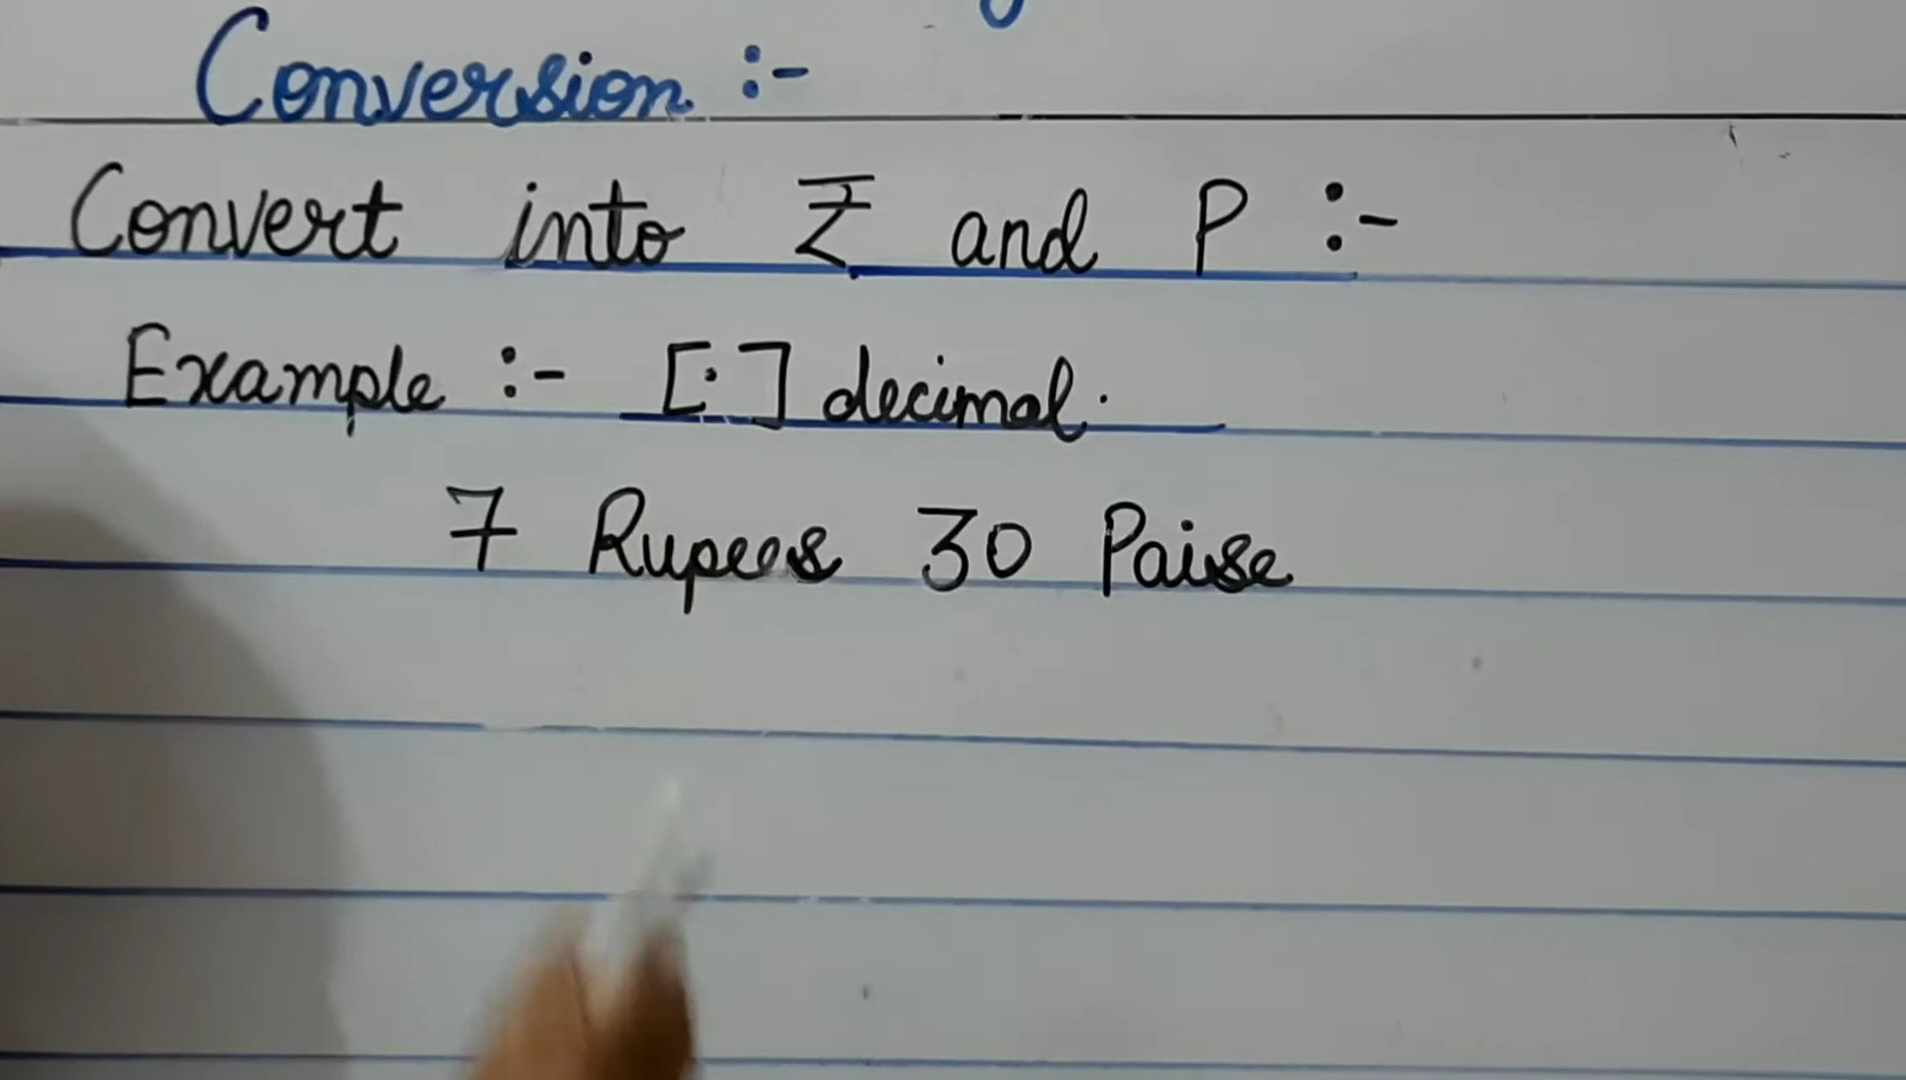 Conversion :-
Convert into ₹ and P :-
Example :- [.] decimal.
7 Rupees 30 Paise